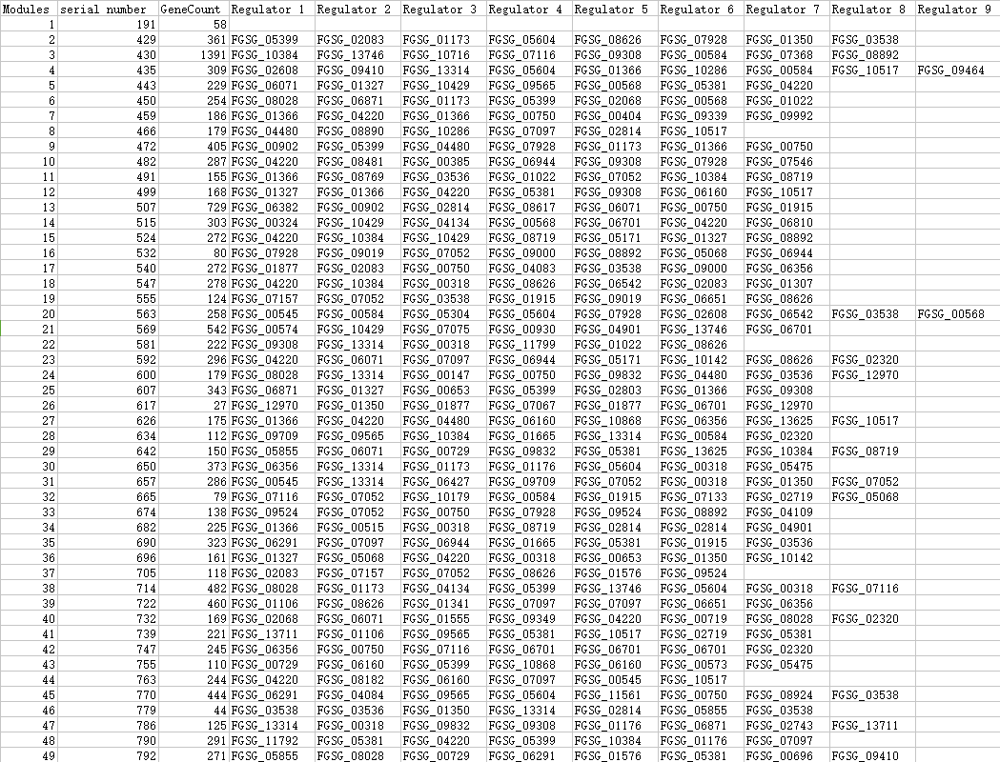 Modules serial number GeneCount Regulator 1 Regulator 2 Regulator 3 Regulator 4 Regulator 5 Regulator 6 Regulator 7 Regulator 8 Regulator 9
1 191 58
2 429 361 FGSG_05399 FGSG_02083 FGSG_01173 FGSG_05604 FGSG_08626 FGSG_07928 FGSG_01350 FGSG_03538
3 430 1391 FGSG_10384 FGSG_13746 FGSG_10716 FGSG_07116 FGSG_09308 FGSG_00584 FGSG_07368 FGSG_08892
4 435 309 FGSG_02608 FGSG_09410 FGSG_13314 FGSG_05604 FGSG_01366 FGSG_10286 FGSG_00584 FGSG_10517 FGSG_09464
5 443 229 FGSG_06071 FGSG_01327 FGSG_10429 FGSG_09565 FGSG_00568 FGSG_05381 FGSG_04220
6 450 254 FGSG_08028 FGSG_06871 FGSG_01173 FGSG_05399 FGSG_02068 FGSG_00568 FGSG_01022
7 459 186 FGSG_01366 FGSG_04220 FGSG_01366 FGSG_00750 FGSG_00404 FGSG_09339 FGSG_09992
8 466 179 FGSG_04480 FGSG_08890 FGSG_10286 FGSG_07097 FGSG_02814 FGSG_10517
9 472 405 FGSG_00902 FGSG_05399 FGSG_04480 FGSG_07928 FGSG_01173 FGSG_01366 FGSG_00750
10 482 287 FGSG_04220 FGSG_08481 FGSG_00385 FGSG_06944 FGSG_09308 FGSG_07928 FGSG_07546
11 491 155 FGSG_01366 FGSG_08769 FGSG_03536 FGSG_01022 FGSG_07052 FGSG_10384 FGSG_08719
12 499 168 FGSG_01327 FGSG_01366 FGSG_04220 FGSG_05381 FGSG_09308 FGSG_06160 FGSG_10517
13 507 729 FGSG_06382 FGSG_00902 FGSG_02814 FGSG_08617 FGSG_06071 FGSG_00750 FGSG_01915
14 515 303 FGSG_00324 FGSG_10429 FGSG_04134 FGSG_00568 FGSG_06701 FGSG_04220 FGSG_06810
15 524 272 FGSG_04220 FGSG_10384 FGSG_10429 FGSG_08719 FGSG_05171 FGSG_01327 FGSG_08892
16 532 80 FGSG_07928 FGSG_09019 FGSG_07052 FGSG_09000 FGSG_08892 FGSG_05068 FGSG_06944
17 540 272 FGSG_01877 FGSG_02083 FGSG_00750 FGSG_04083 FGSG_03538 FGSG_09000 FGSG_06356
18 547 278 FGSG_04220 FGSG_10384 FGSG_00318 FGSG_08626 FGSG_06542 FGSG_02083 FGSG_01307
19 555 124 FGSG_07157 FGSG_07052 FGSG_03538 FGSG_01915 FGSG_09019 FGSG_06651 FGSG_08626
20 563 258 FGSG_00545 FGSG_00584 FGSG_05304 FGSG_05604 FGSG_07928 FGSG_02608 FGSG_06542 FGSG_03538 FGSG_00568
21 569 542 FGSG_00574 FGSG_10429 FGSG_07075 FGSG_00930 FGSG_04901 FGSG_13746 FGSG_06701
22 581 222 FGSG_09308 FGSG_13314 FGSG_00318 FGSG_11799 FGSG_01022 FGSG_08626
23 592 296 FGSG_04220 FGSG_06071 FGSG_07097 FGSG_06944 FGSG_05171 FGSG_10142 FGSG_08626 FGSG_02320
24 600 179 FGSG_08028 FGSG_13314 FGSG_00147 FGSG_00750 FGSG_09832 FGSG_04480 FGSG_03536 FGSG_12970
25 607 343 FGSG_06871 FGSG_01327 FGSG_00653 FGSG_05399 FGSG_02803 FGSG_01366 FGSG_09308
26 617 27 FGSG_12970 FGSG_01350 FGSG_01877 FGSG_07067 FGSG_01877 FGSG_06701 FGSG_12970
27 626 175 FGSG_01366 FGSG_04220 FGSG_04480 FGSG_06160 FGSG_10868 FGSG_06356 FGSG_13625 FGSG_10517
28 634 112 FGSG_09709 FGSG_09565 FGSG_10384 FGSG_01665 FGSG_13314 FGSG_00584 FGSG_02320
29 642 150 FGSG_05855 FGSG_06071 FGSG_00729 FGSG_09832 FGSG_05381 FGSG_13625 FGSG_10384 FGSG_08719
30 650 373 FGSG_06356 FGSG_13314 FGSG_01173 FGSG_01176 FGSG_05604 FGSG_00318 FGSG_05475
31 657 286 FGSG_00545 FGSG_13314 FGSG_06427 FGSG_09709 FGSG_07052 FGSG_00318 FGSG_01350 FGSG_07052
32 665 79 FGSG_07116 FGSG_07052 FGSG_10179 FGSG_00584 FGSG_01915 FGSG_07133 FGSG_02719 FGSG_05068
33 674 138 FGSG_09524 FGSG_07052 FGSG_00750 FGSG_07928 FGSG_09524 FGSG_08892 FGSG_04109
34 682 225 FGSG_01366 FGSG_00515 FGSG_00318 FGSG_08719 FGSG_02814 FGSG_02814 FGSG_04901
35 690 323 FGSG_06291 FGSG_07097 FGSG_06944 FGSG_01665 FGSG_05381 FGSG_01915 FGSG_03536
36 696 161 FGSG_01327 FGSG_05068 FGSG_04220 FGSG_00318 FGSG_00653 FGSG_01350 FGSG_10142
37 705 118 FGSG_02083 FGSG_07157 FGSG_07052 FGSG_08626 FGSG_01576 FGSG_09524
38 714 482 FGSG_08028 FGSG_01173 FGSG_04134 FGSG_05399 FGSG_13746 FGSG_05604 FGSG_00318 FGSG_07116
39 722 460 FGSG_01106 FGSG_08626 FGSG_01341 FGSG_07097 FGSG_07097 FGSG_06651 FGSG_06356
40 732 169 FGSG_02068 FGSG_06071 FGSG_01555 FGSG_09349 FGSG_04220 FGSG_00719 FGSG_08028 FGSG_02320
41 739 221 FGSG_13711 FGSG_01106 FGSG_09565 FGSG_05381 FGSG_10517 FGSG_02719 FGSG_05381
42 747 245 FGSG_06356 FGSG_00750 FGSG_07116 FGSG_06701 FGSG_06701 FGSG_06701 FGSG_02320
43 755 110 FGSG_00729 FGSG_06160 FGSG_05399 FGSG_10868 FGSG_06160 FGSG_00573 FGSG_05475
44 763 244 FGSG_04220 FGSG_08182 FGSG_06160 FGSG_07097 FGSG_00545 FGSG_10517
45 770 444 FGSG_06291 FGSG_04084 FGSG_09565 FGSG_05604 FGSG_11561 FGSG_00750 FGSG_08924 FGSG_03538
46 779 44 FGSG_03538 FGSG_03536 FGSG_01350 FGSG_13314 FGSG_02814 FGSG_05855 FGSG_03538
47 786 125 FGSG_13314 FGSG_00318 FGSG_09832 FGSG_09308 FGSG_01176 FGSG_06871 FGSG_02743 FGSG_13711
48 790 291 FGSG_11792 FGSG_05381 FGSG_04220 FGSG_05399 FGSG_10384 FGSG_01176 FGSG_07097
49 792 271 FGSG_05855 FGSG_08028 FGSG_00729 FGSG_06291 FGSG_01576 FGSG_05381 FGSG_00696 FGSG_09410